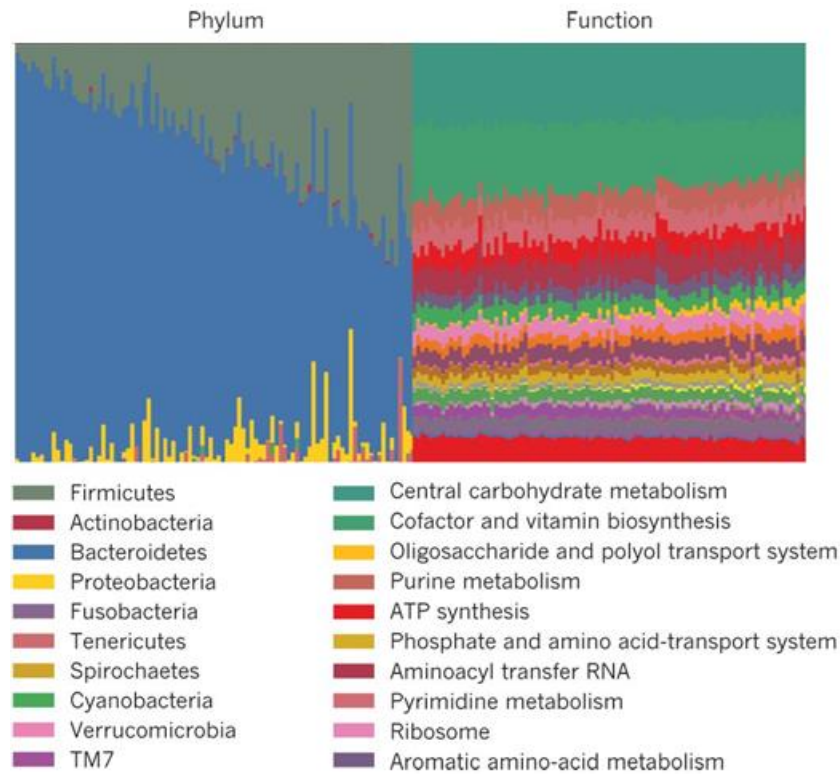 Phylum
Function
Firmicutes
Actinobacteria
Bacteroidetes
Proteobacteria
Fusobacteria
Tenericutes
Spirochaetes
Cyanobacteria
Verrucomicrobia
TM7
Central carbohydrate metabolism
Cofactor and vitamin biosynthesis
Oligosaccharide and polyol transport system
Purine metabolism
ATP synthesis
Phosphate and amino acid-transport system
Aminoacyl transfer RNA
Pyrimidine metabolism
Ribosome
Aromatic amino-acid metabolism